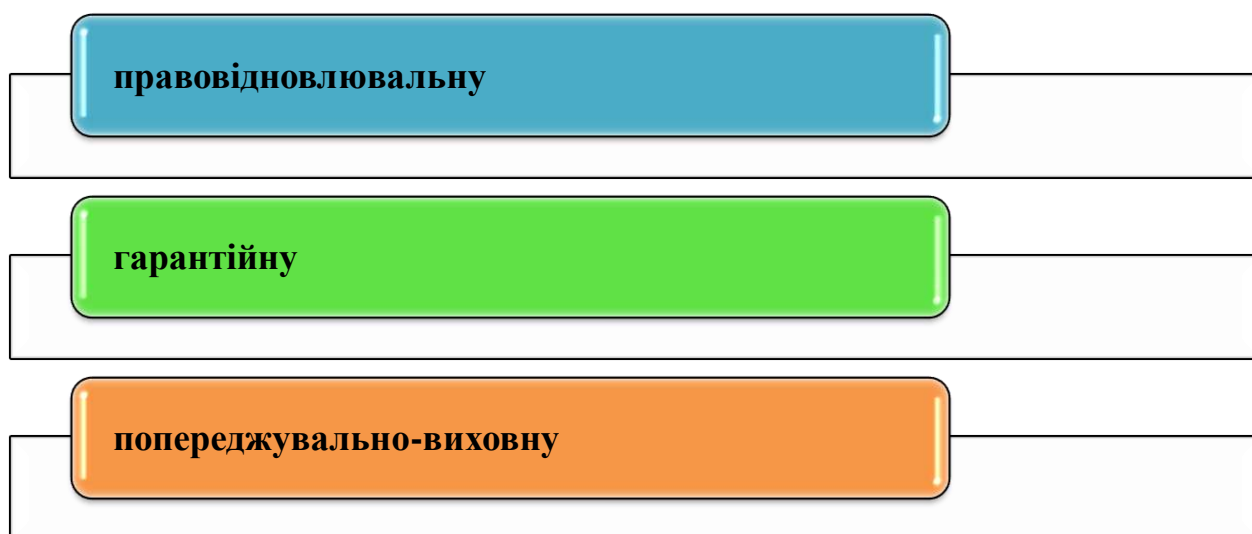 правовідновлювальну
гарантійну
попереджувально-виховну